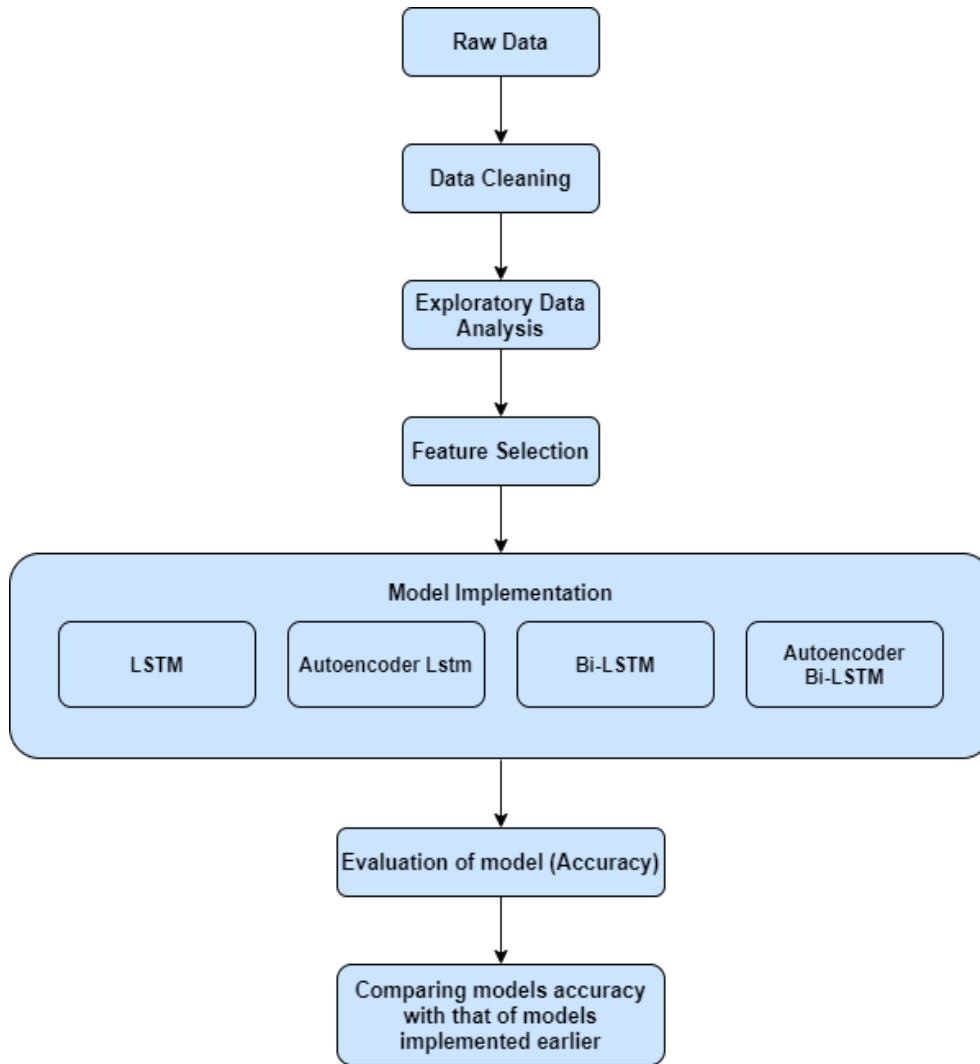 Raw Data
Data Cleaning
Exploratory Data
Analysis
Feature Selection
Model Implementation
LSTM
Autoencoder Lstm
Bi-LSTM
Autoencoder
Bi-LSTM
Evaluation of model (Accuracy)
Comparing models accuracy
with that of models
implemented earlier